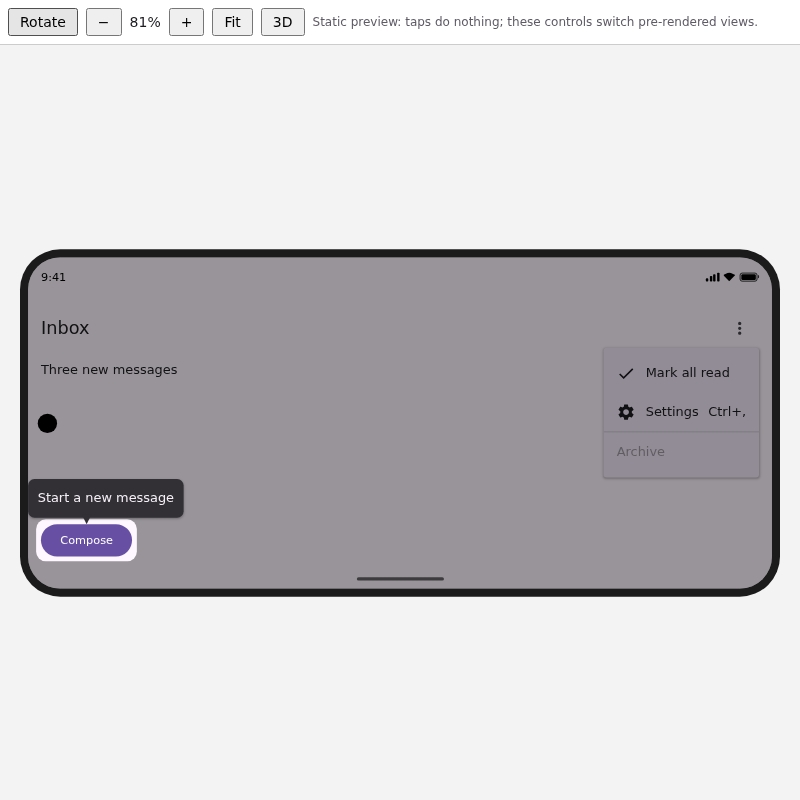 Rotate − 81% + Fit 3D Static preview: taps do nothing; these controls switch pre-rendered views.
9:41
Inbox
Three new messages
Mark all read
Settings Ctrl+,
Archive
Start a new message
Compose